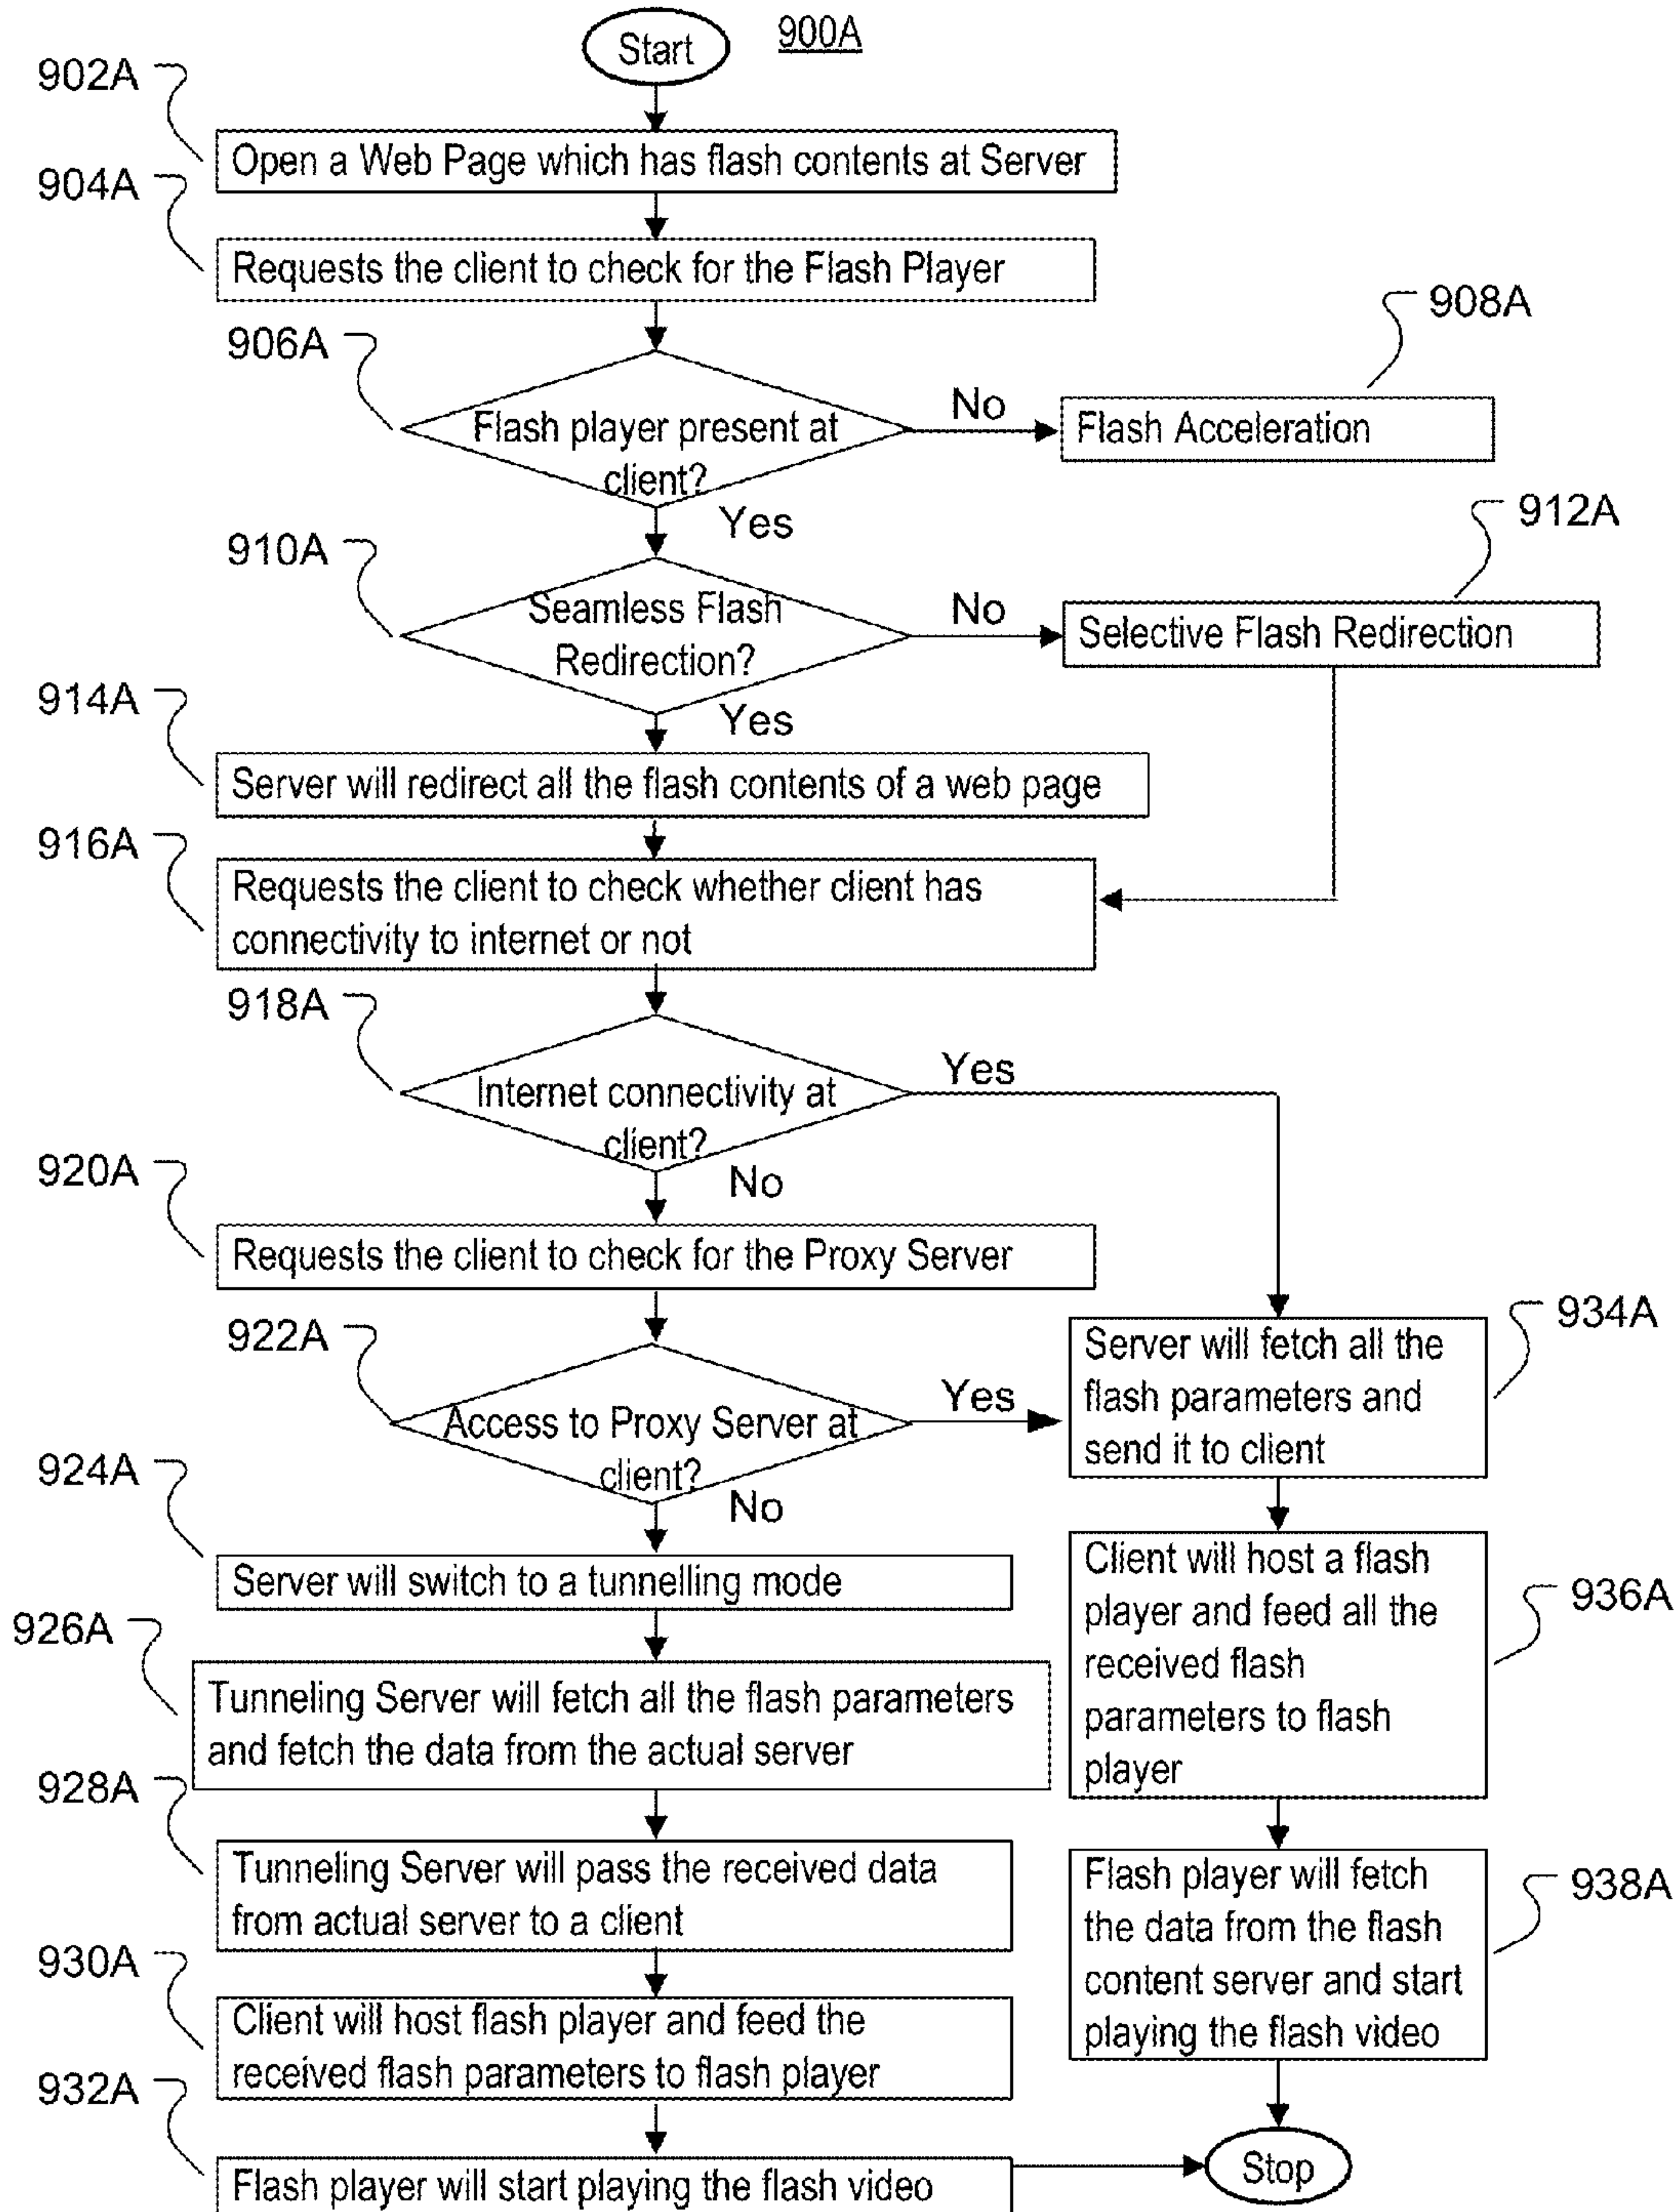 Start
900A
902A
Open a Web Page which has flash contents at Server
904A
Requests the client to check for the Flash Player
906A
Flash player present at
client?
No
908A
Flash Acceleration
Yes
910A
Seamless Flash
Redirection?
No
912A
Selective Flash Redirection
Yes
914A
Server will redirect all the flash contents of a web page
916A
Requests the client to check whether client has
connectivity to internet or not
918A
Internet connectivity at
client?
Yes
No
920A
Requests the client to check for the Proxy Server
922A
Access to Proxy Server at
client?
Yes
No
924A
Server will switch to a tunnelling mode
926A
Tunneling Server will fetch all the flash parameters
and fetch the data from the actual server
928A
Tunneling Server will pass the received data
from actual server to a client
930A
Client will host flash player and feed the
received flash parameters to flash player
932A
Flash player will start playing the flash video
934A
Server will fetch all the
flash parameters and
send it to client
936A
Client will host a flash
player and feed all the
received flash
parameters to flash
player
938A
Flash player will fetch
the data from the flash
content server and start
playing the flash video
Stop